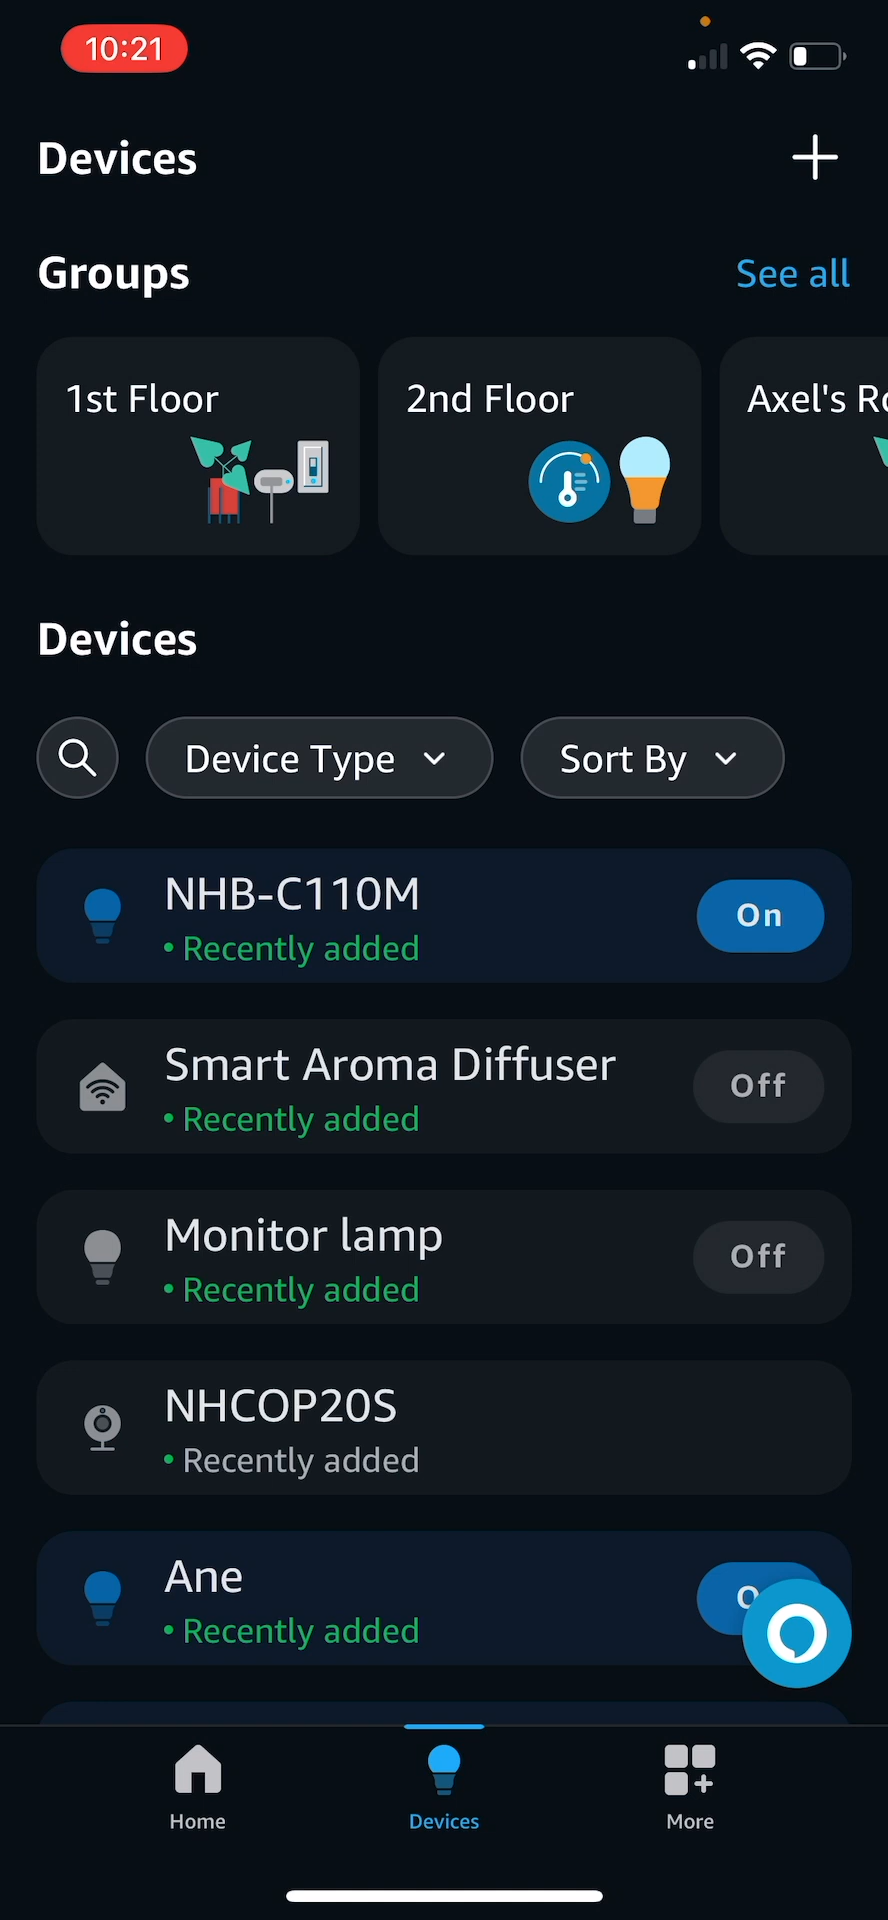 10:21
Devices
Groups
See all
1st Floor
2nd Floor
Axel's
Devices
Device Type
Sort By
NHB-C110M
• Recently added
On
Smart Aroma Diffuser
• Recently added
Off
Monitor lamp
• Recently added
Off
NHCOP20S
• Recently added
Ane
• Recently added
Home
Devices
More